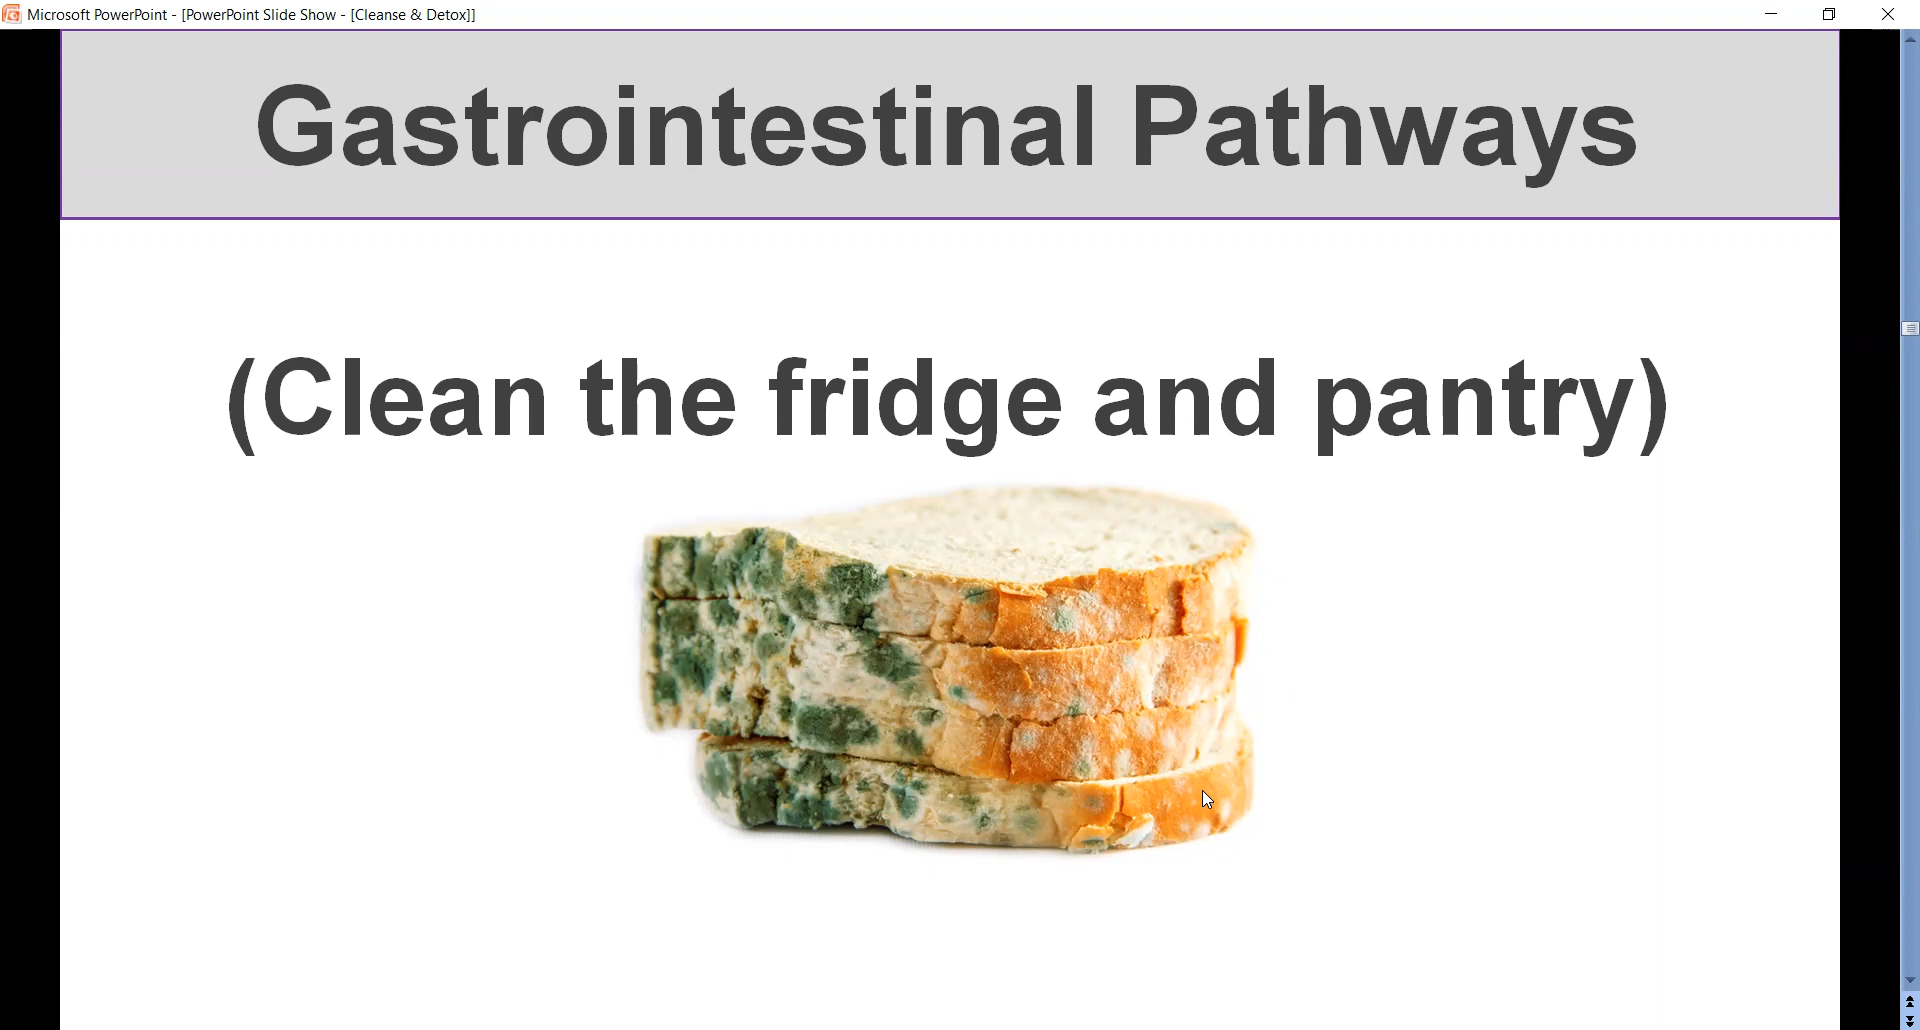 Microsoft PowerPoint - [PowerPoint Slide Show - [Cleanse & Detox]]
Gastrointestinal Pathways
(Clean the fridge and pantry)